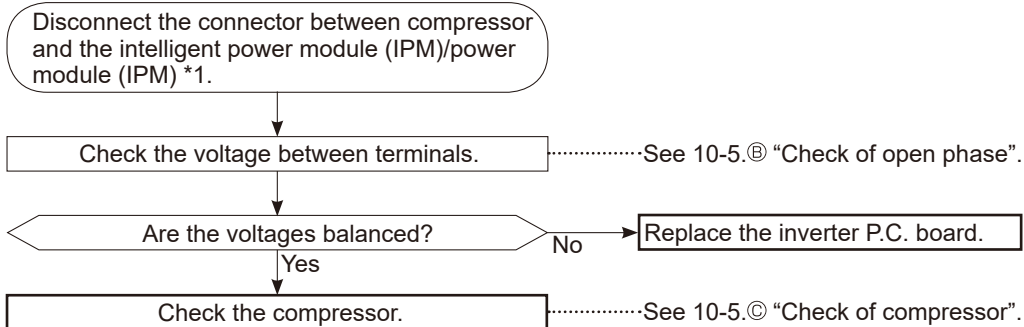 Disconnect the connector between compressor
and the intelligent power module (IPM)/power
module (IPM) *1.
Check the voltage between terminals.
See 10-5.Ⓑ “Check of open phase”.
Are the voltages balanced?
No
Replace the inverter P.C. board.
Yes
Check the compressor.
See 10-5.Ⓒ “Check of compressor”.